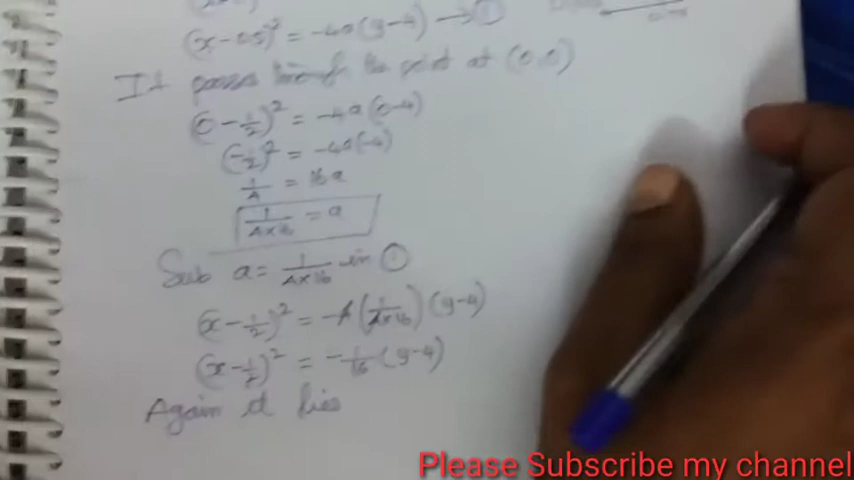 (x-0.5)² = -4a(y-4) → ①
It passes through the point at (0,0)
(0-1/2)² = -4a(0-4)
(-1/2)² = -4a(-4)
1/4 = 16a
1/4×16 = a
Sub a = 1/4×16 in ①
(x-1/2)² = -4(1/4×16)(y-4)
(x-1/2)² = -1/16(y-4)
Again it lies
Please Subscribe my channel